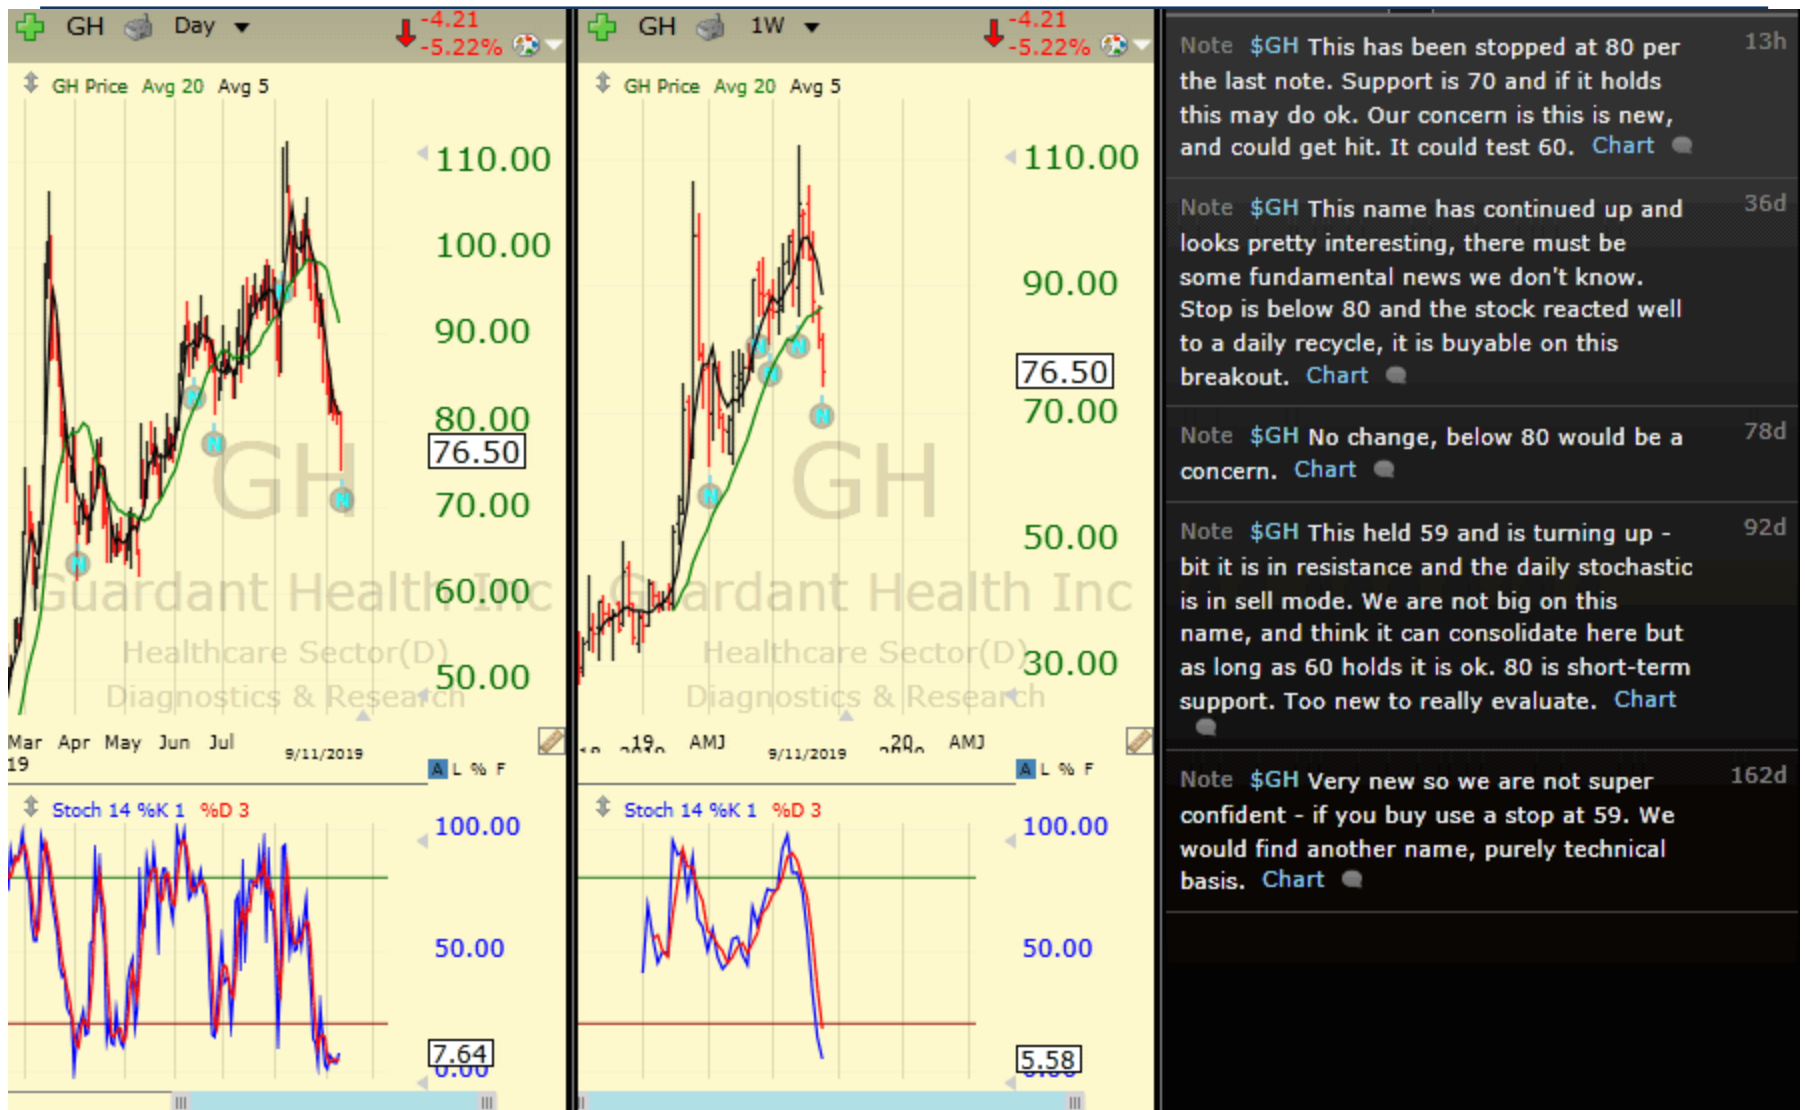 GH Day
-4.21
-5.22%
GH Price Avg 20 Avg 5
110.00
100.00
90.00
80.00
76.50
70.00
60.00
50.00
N
N
N
N
N
GH
Guardant Health Inc
Healthcare Sector(D)
Diagnostics & Research
Mar Apr May Jun Jul
19
9/11/2019
A L % F
Stoch 14 %K 1 %D 3
100.00
50.00
7.64
0.00
GH 1W
-4.21
-5.22%
GH Price Avg 20 Avg 5
110.00
90.00
76.50
70.00
50.00
30.00
N
N
N
N
N
GH
Guardant Health Inc
Healthcare Sector(D)
Diagnostics & Research
19 AMJ 20 AMJ
9/11/2019
A L % F
Stoch 14 %K 1 %D 3
100.00
50.00
5.58
Note $GH This has been stopped at 80 per 13h
the last note. Support is 70 and if it holds
this may do ok. Our concern is this is new,
and could get hit. It could test 60. Chart
Note $GH This name has continued up and 36d
looks pretty interesting, there must be
some fundamental news we don't know.
Stop is below 80 and the stock reacted well
to a daily recycle, it is buyable on this
breakout. Chart
Note $GH No change, below 80 would be a 78d
concern. Chart
Note $GH This held 59 and is turning up - 92d
bit it is in resistance and the daily stochastic
is in sell mode. We are not big on this
name, and think it can consolidate here but
as long as 60 holds it is ok. 80 is short-term
support. Too new to really evaluate. Chart
Note $GH Very new so we are not super 162d
confident - if you buy use a stop at 59. We
would find another name, purely technical
basis. Chart